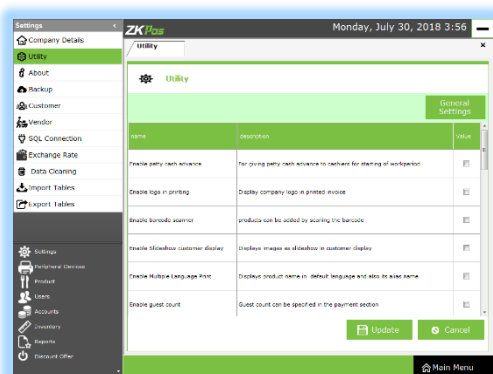 Settings
Company Details
Utility
About
Backup
Customer
Vendor
SQL Connection
Exchange Rate
Data Cleaning
Import Tables
Export Tables
Settings
Peripheral Devices
Product
Users
Accounts
Inventory
Reports
Discount Offer
ZKPos
Monday, July 30, 2018 3:56
Utility
Utility
General
Settings
name description Value
Enable petty cash advance For giving petty cash advance to cashiers for starting of workperiod
Enable logo in printing Display company logo in printed invoice
Enable barcode scanner products can be added by scaning the barcode
Enable Slideshow customer display Displays images as slideshow in customer display
Enable Multiple Language Print Displays product name in default language and also its alias name
Enable guest count Guest count can be specified in the payment section
Update Cancel
Main Menu